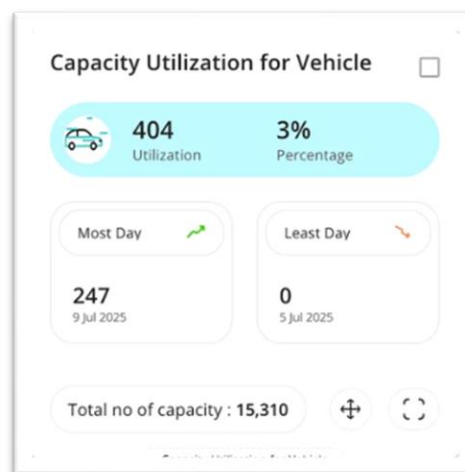 Capacity Utilization for Vehicle
404 3%
Utilization Percentage
Most Day Least Day
247 0
9 Jul 2025 5 Jul 2025
Total no of capacity : 15,310